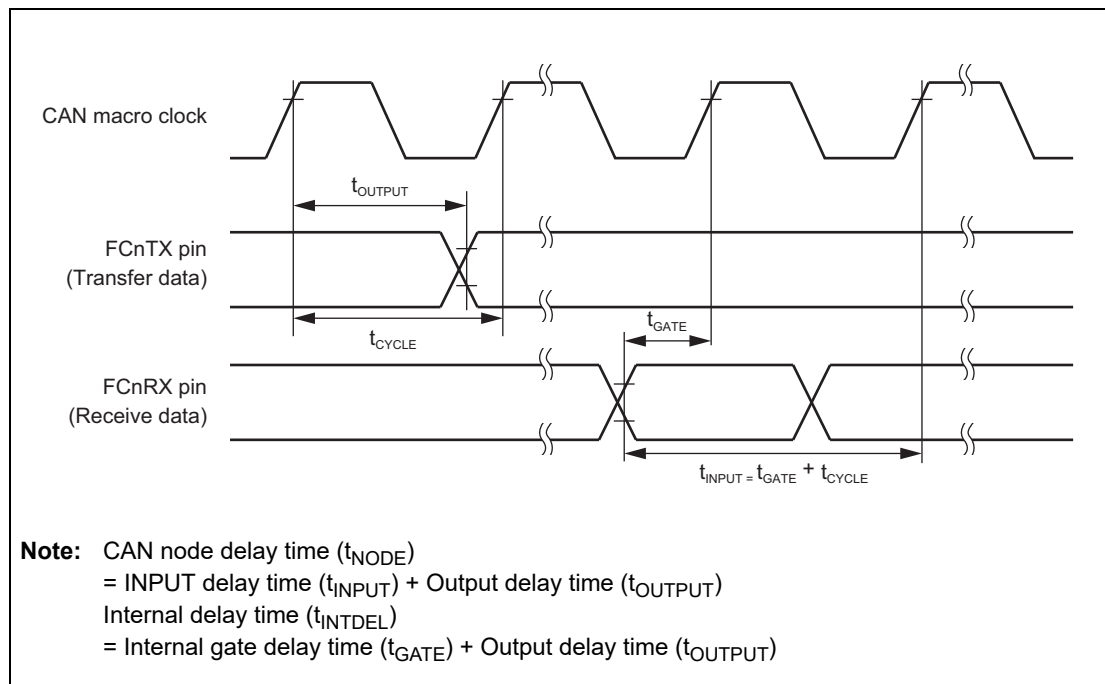 CAN macro clock
tOUTPUT
FCnTX pin
(Transfer data)
tCYCLE
tGATE
FCnRX pin
(Receive data)
tINPUT = tGATE + tCYCLE
Note: CAN node delay time (tNODE)
= INPUT delay time (tINPUT) + Output delay time (tOUTPUT)
Internal delay time (tINTDEL)
= Internal gate delay time (tGATE) + Output delay time (tOUTPUT)